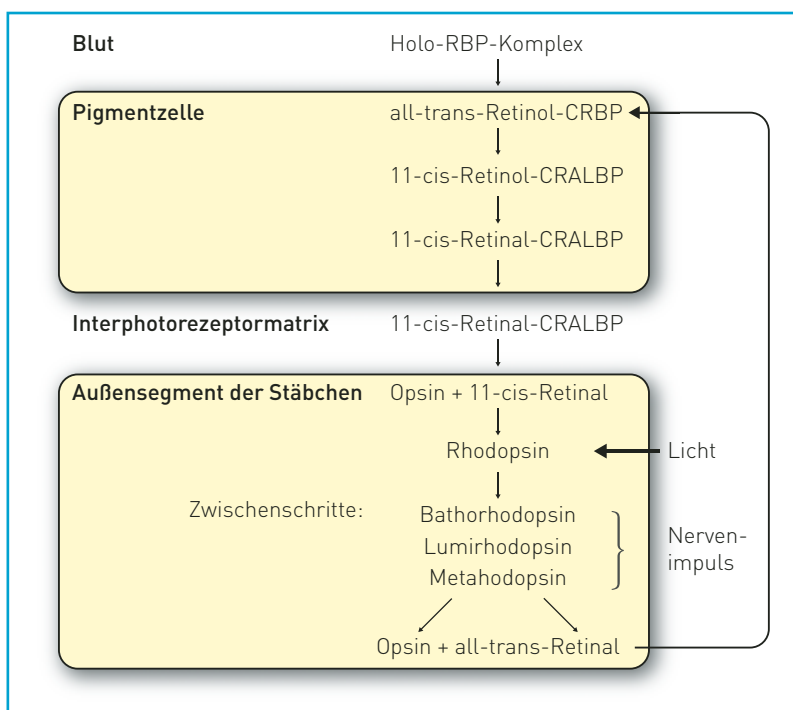 Blut Holo-RBP-Komplex
Pigmentzelle all-trans-Retinol-CRBP
11-cis-Retinol-CRALBP
11-cis-Retinal-CRALBP
Interphotorezeptormatrix 11-cis-Retinal-CRALBP
Außensegment der Stäbchen Opsin + 11-cis-Retinal
Rhodopsin Licht
Zwischenschritte: Bathorhodopsin
Lumirhodopsin
Metahodopsin
Nerven-
impuls
Opsin + all-trans-Retinal